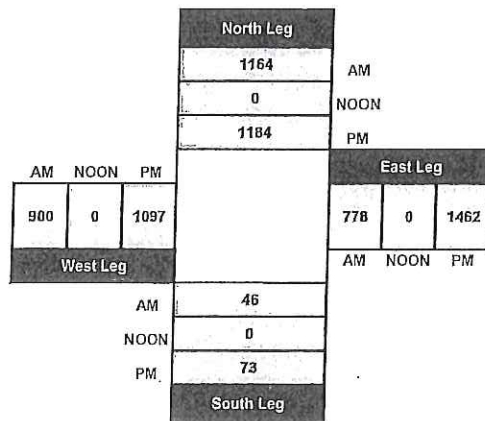 North Leg
1164 AM
0 NOON
1184 PM
East Leg
AM NOON PM
900 0 1097
778 0 1462
West Leg
AM NOON PM
AM 46
NOON 0
PM 73
South Leg